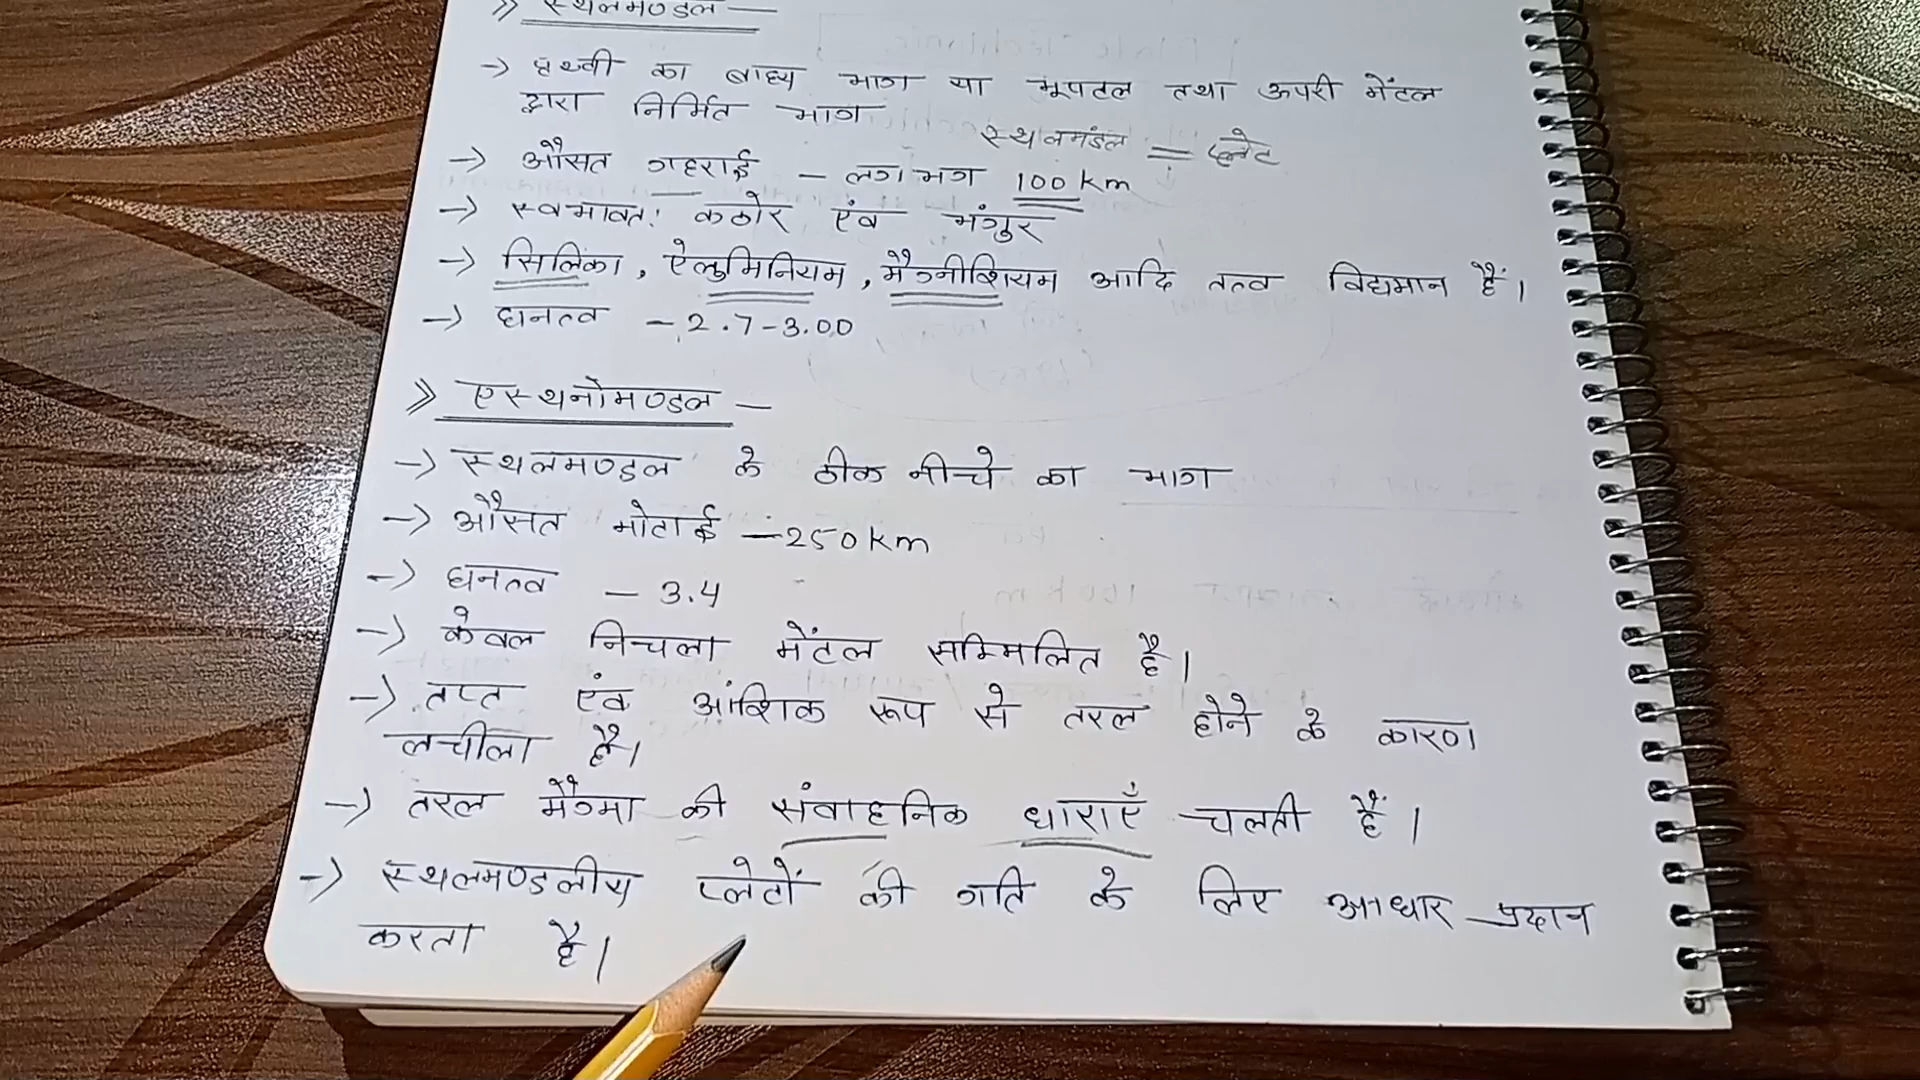 >> स्थलमण्डल —
-> पृथ्वी का बाह्य भाग या भूपटल तथा ऊपरी मेंटल
द्वारा निर्मित भाग
स्थलमंडल = प्लेट
-> औसत गहराई - लगभग 100 km
-> स्वभावतः कठोर एंव भंगुर
-> सिलिका, ऐलुमिनियम, मैग्नीशियम आदि तत्व विद्यमान हैं।
-> घनत्व - 2.7-3.00
>> एस्थनोमण्डल —
-> स्थलमण्डल के ठीक नीचे का भाग
-> औसत मोटाई - 250 km
-> घनत्व - 3.4
-> केवल निचला मेंटल सम्मिलित है।
-> तप्त एंव आंशिक रूप से तरल होने के कारण
लचीला है।
-> तरल मैग्मा की संवाहनिक धाराएँ चलती हैं।
-> स्थलमण्डलीय प्लेटों की गति के लिए आधार प्रदान
करता है।